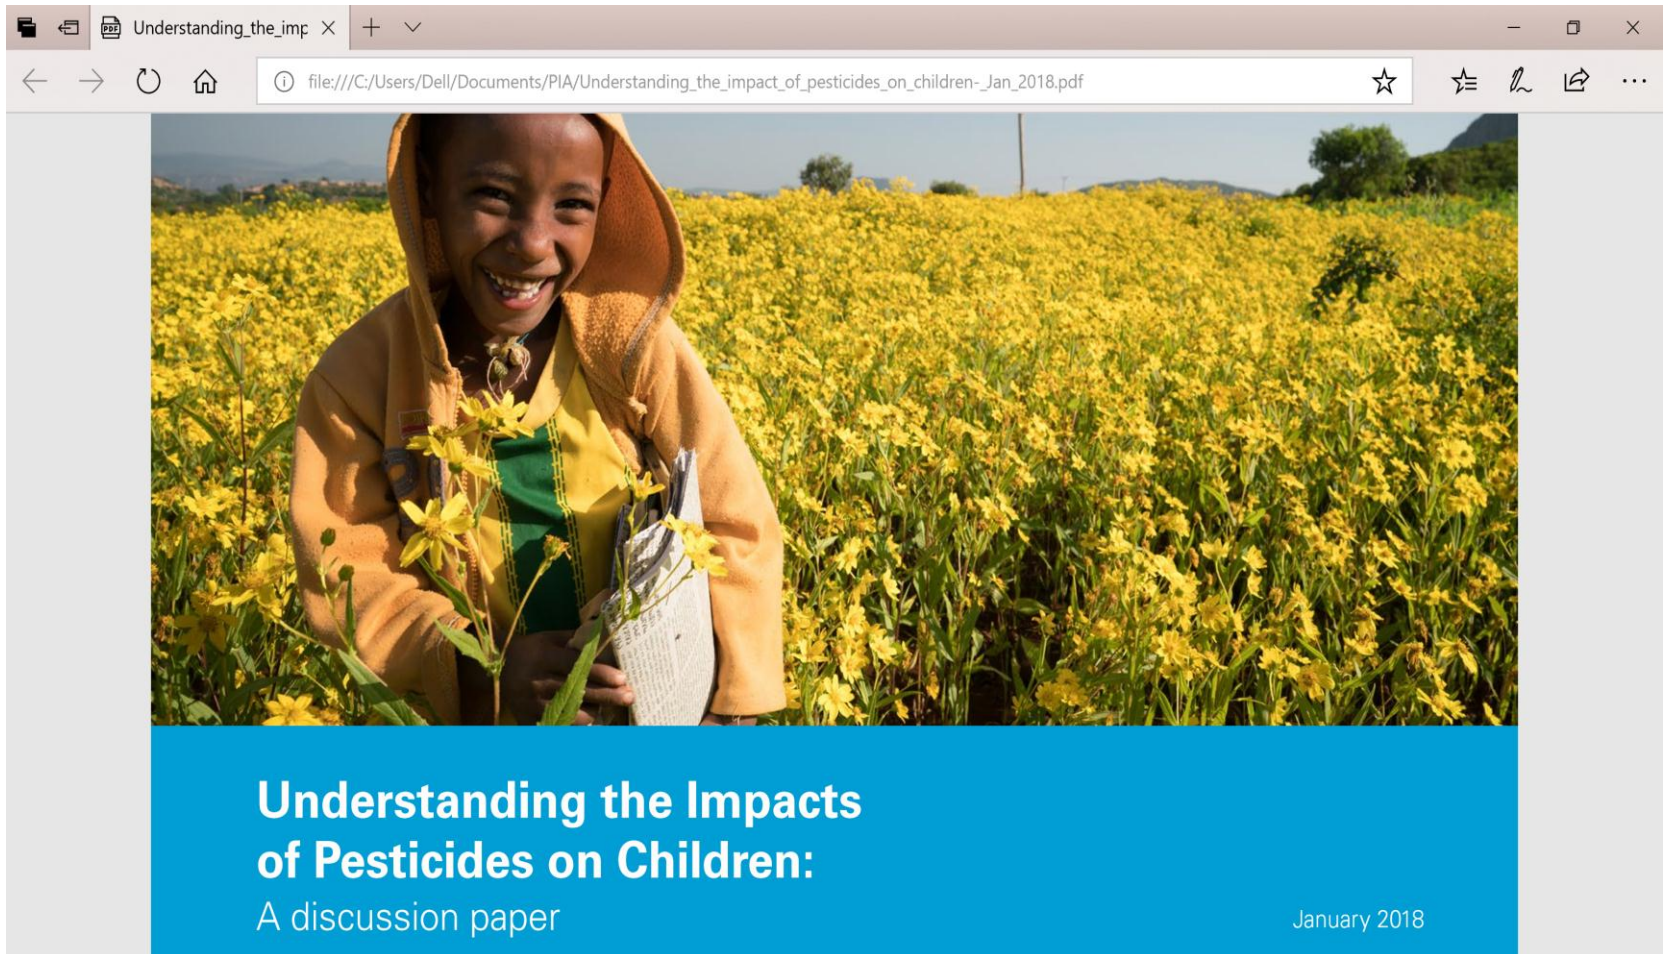 PDF
Understanding_the_imp
file:///C:/Users/Dell/Documents/PIA/Understanding_the_impact_of_pesticides_on_children-_Jan_2018.pdf
Understanding the Impacts
of Pesticides on Children:
A discussion paper
January 2018